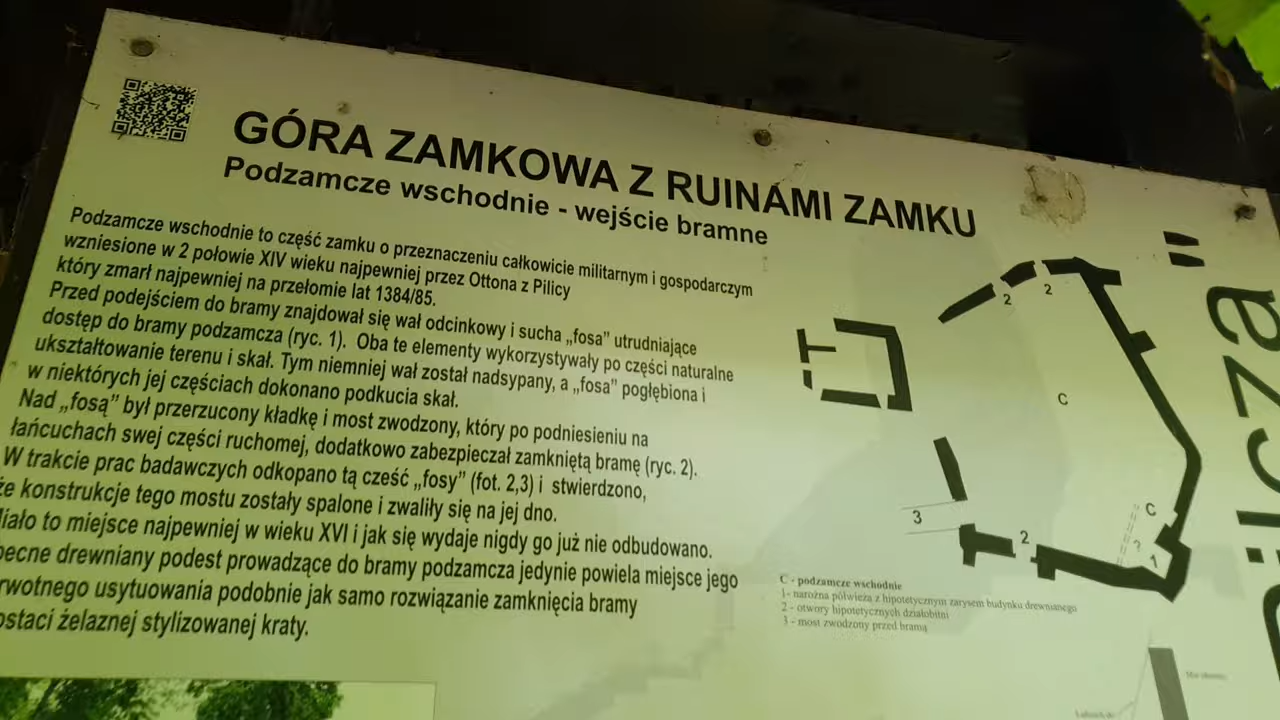 GÓRA ZAMKOWA Z RUINAMI ZAMKU
Podzamcze wschodnie - wejście bramne
Podzamcze wschodnie to część zamku o przeznaczeniu całkowicie militarnym i gospodarczym
wzniesione w 2 połowie XIV wieku najpewniej przez Ottona z Pilicy
który zmarł najpewniej na przełomie lat 1384/85.
Przed podejściem do bramy znajdował się wał odcinkowy i sucha „fosa” utrudniające
dostęp do bramy podzamcza (ryc. 1). Oba te elementy wykorzystywały po części naturalne
ukształtowanie terenu i skał. Tym niemniej wał został nadsypany, a „fosa” pogłębiona i
w niektórych jej częściach dokonano podkucia skał.
Nad „fosą” był przerzucony kładkę i most zwodzony, który po podniesieniu na
łańcuchach swej części ruchomej, dodatkowo zabezpieczał zamkniętą bramę (ryc. 2).
W trakcie prac badawczych odkopano tą cześć „fosy” (fot. 2,3) i stwierdzono,
że konstrukcje tego mostu zostały spalone i zwaliły się na jej dno.
iało to miejsce najpewniej w wieku XVI i jak się wydaje nigdy go już nie odbudowano.
becne drewniany podest prowadzące do bramy podzamcza jedynie powiela miejsce jego
rwotnego usytuowania podobnie jak samo rozwiązanie zamknięcia bramy
ostaci żelaznej stylizowanej kraty.
2
2
C
C
3
2
?
1
C - podzamcze wschodnie
1- narożna półwieża z hipotetycznym zarysem budynku drewnianego
2 - otwory hipotetycznych działobitni
3 - most zwodzony przed bramą